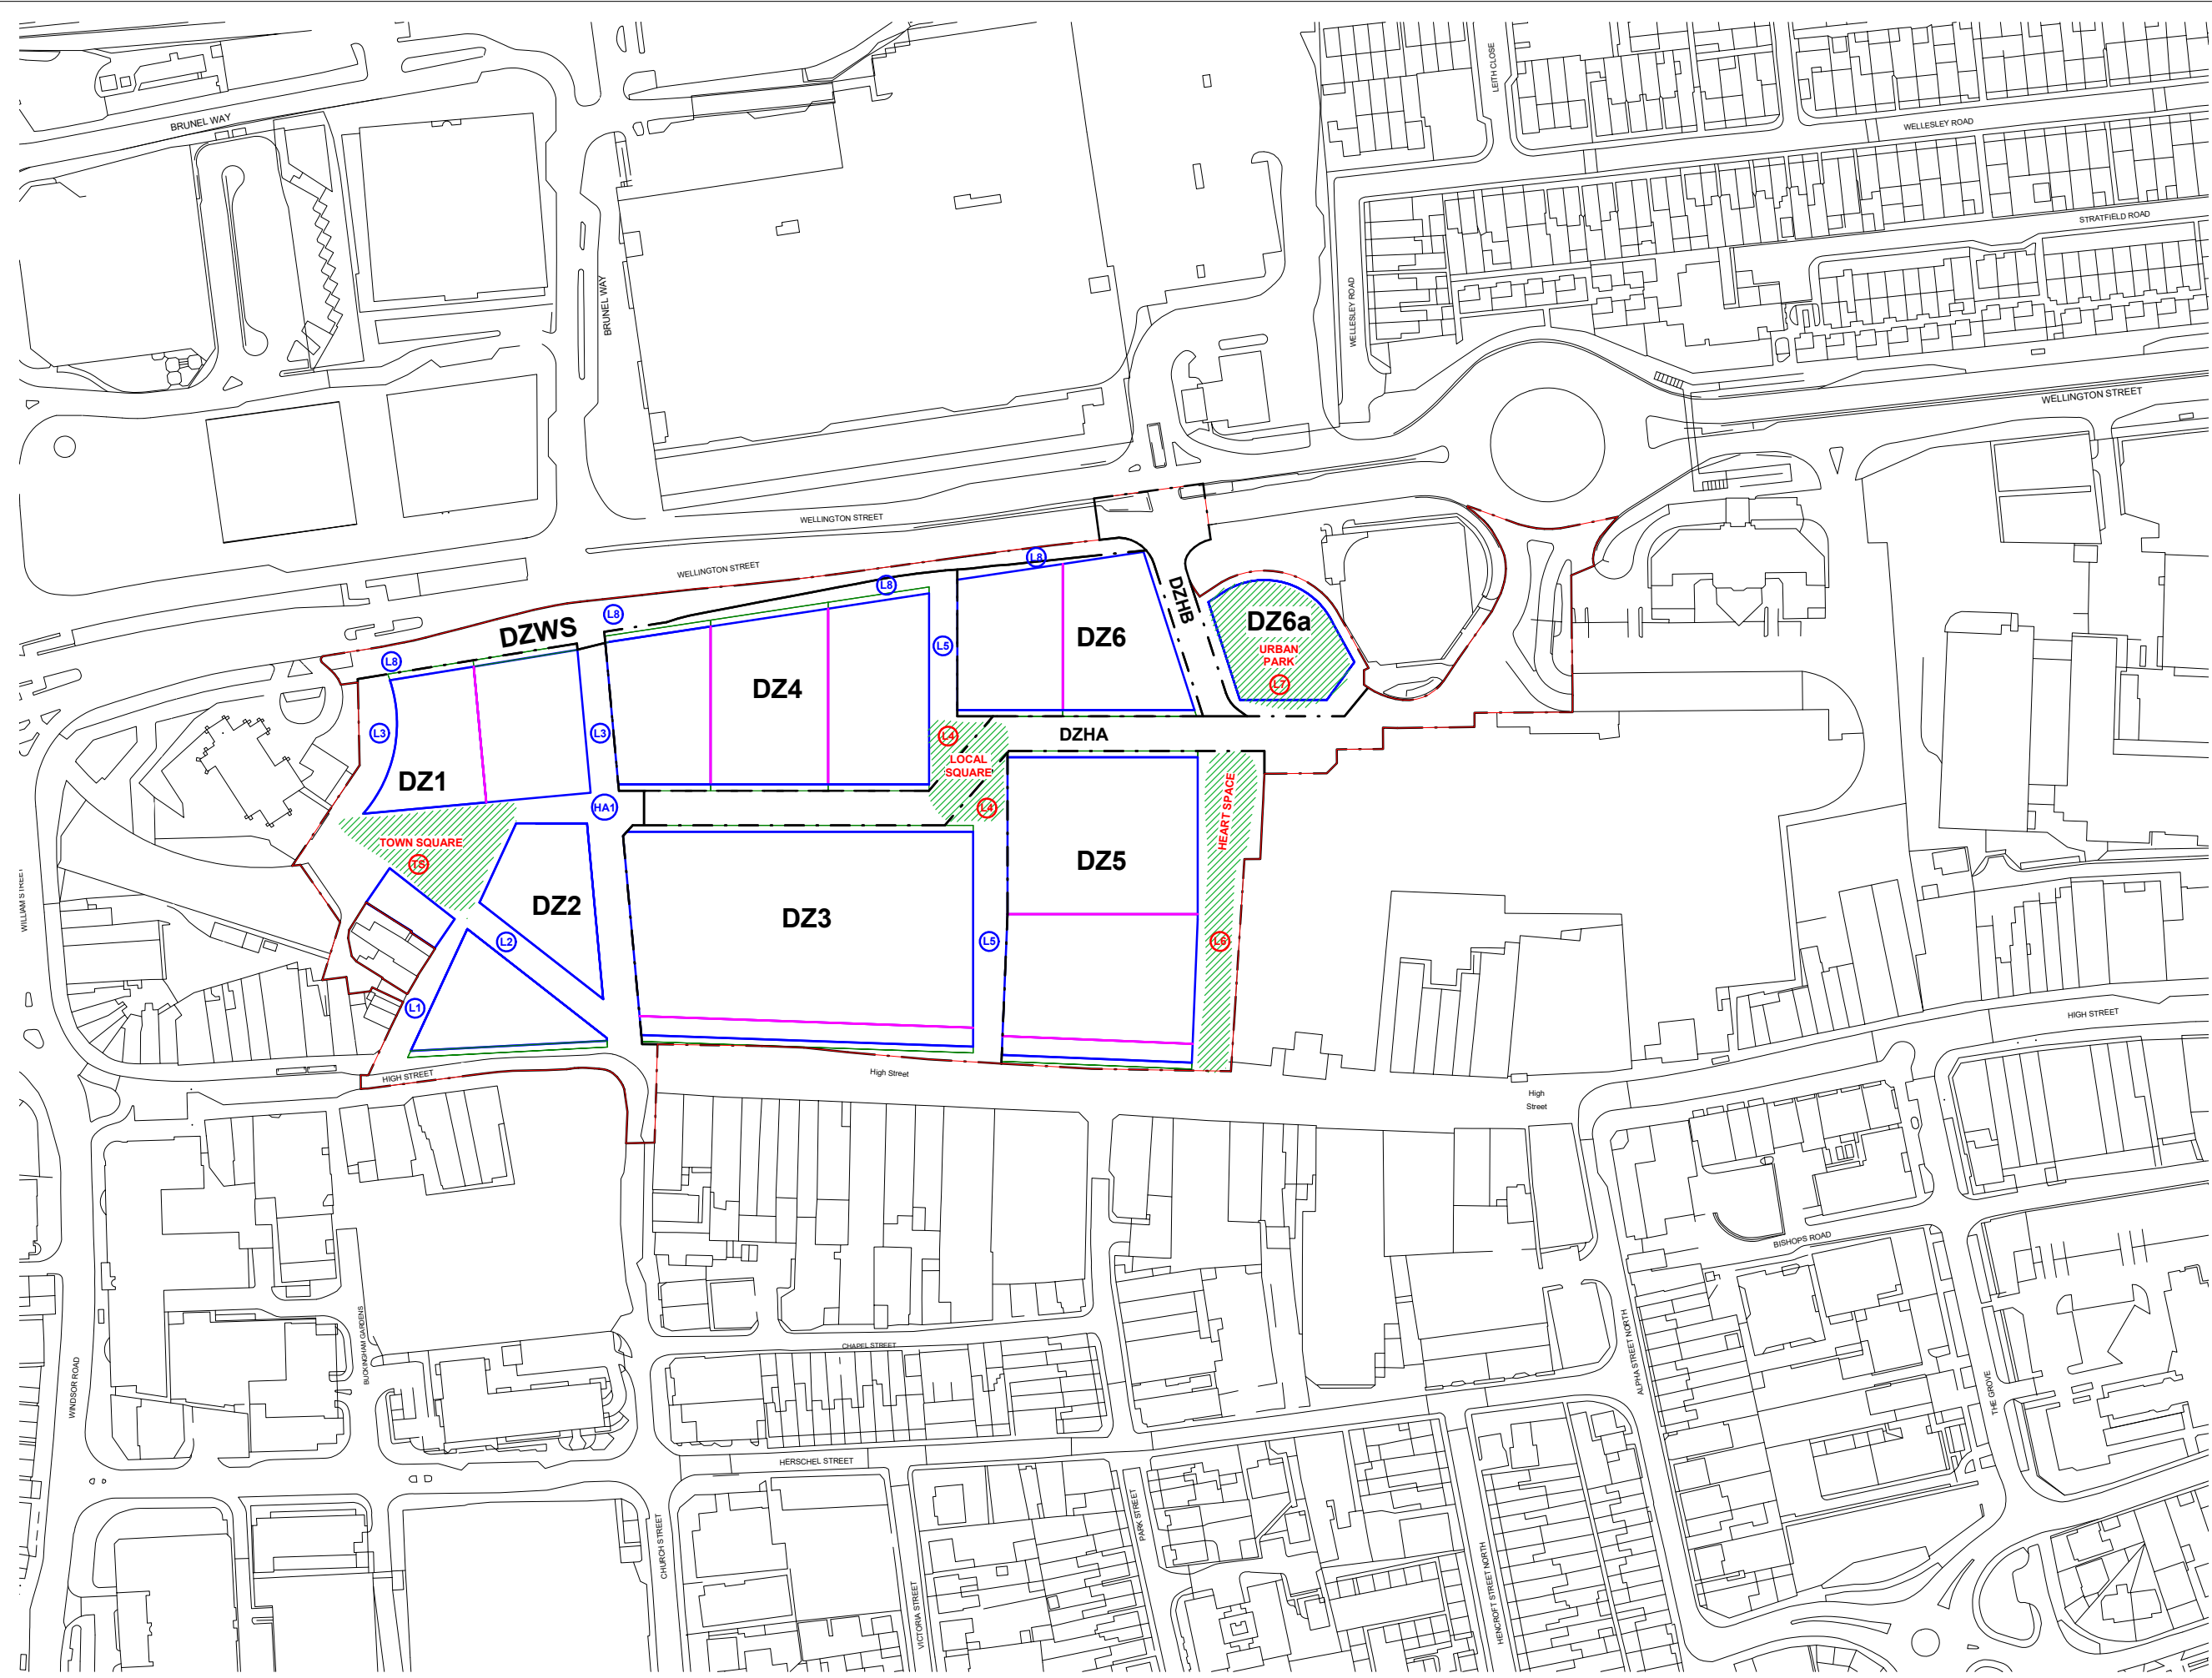 LEITH CLOSE
BRUNEL WAY
WELLESLEY ROAD
STRATFIELD ROAD
BRUNEL WAY
WELLESLEY ROAD
WELLINGTON STREET
WELLINGTON STREET
WELLINGTON STREET
L8
L8
L8
L8
DZWS
DZHB
DZ6a
URBAN
PARK
L7
DZ6
L5
DZ4
L3
L3
DZ1
L4
LOCAL
SQUARE
L4
DZHA
HA1
TOWN SQUARE
TS
HEART SPACE
DZ5
DZ2
DZ3
L2
L5
L6
L1
WILLIAM STREET
HIGH STREET
HIGH STREET
High Street
High
Street
BISHOPS ROAD
BUCKINGHAM GARDENS
CHAPEL STREET
ALPHA STREET NORTH
WINDSOR ROAD
THE GROVE
HERSCHEL STREET
CHURCH STREET
PARK STREET
VICTORIA STREET
HENCROFT STREET NORTH